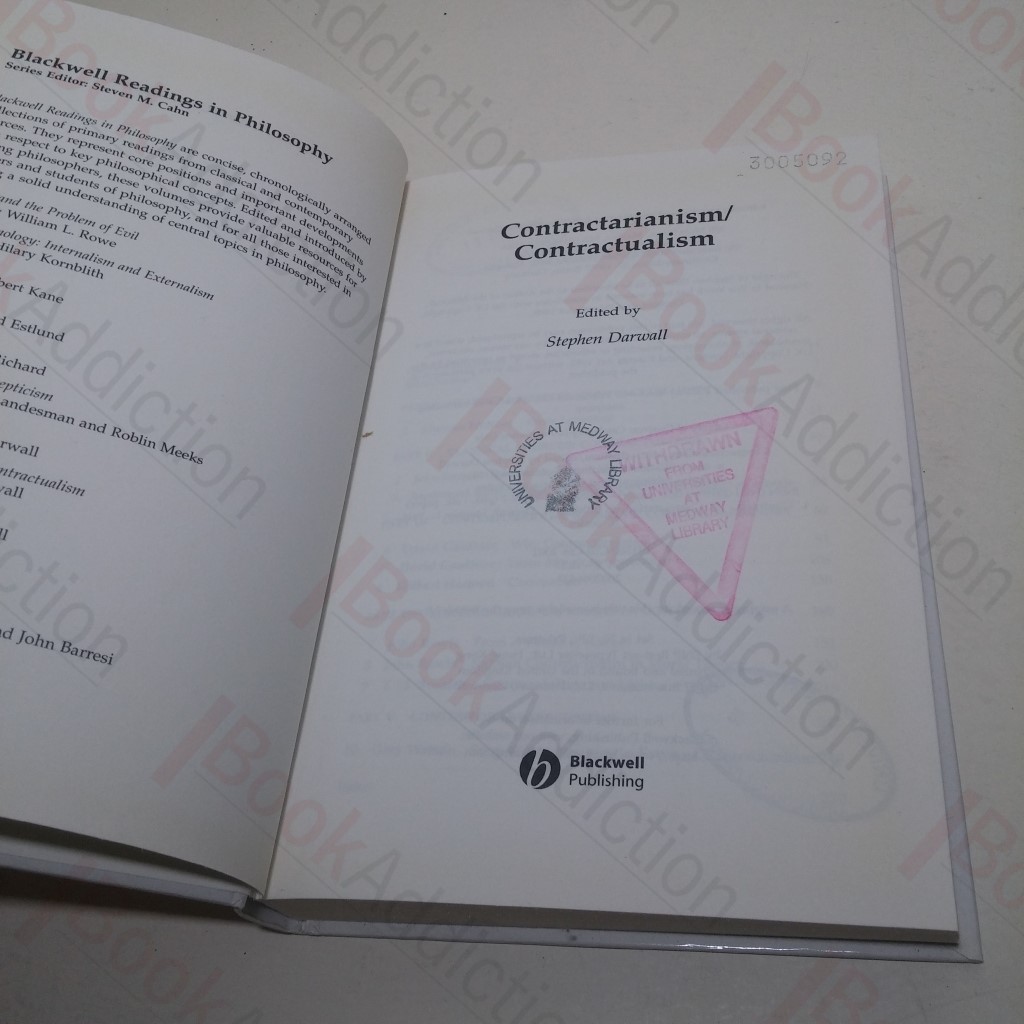 Blackwell Readings in Philosophy
Series Editor: Steven M. Cahn
lackwell Readings in Philosophy are concise, chronologically arranged
llections of primary readings from classical and contemporary
rces. They represent core positions and important developments
respect to key philosophical concepts. Edited and introduced by
ng philosophers, these volumes provide valuable resources for
ers and students of philosophy, and for all those interested in
g a solid understanding of central topics in philosophy.
and the Problem of Evil
William L. Rowe
nology: Internalism and Externalism
Hilary Kornblith
bert Kane
d Estlund
Richard
epticism
andesman and Roblin Meeks
rwall
ntractualism
wall
ll
nd John Barresi
3005092
Contractarianism/
Contractualism
Edited by
Stephen Darwall
UNIVERSITIES AT MEDWAY LIBRARY
WITHDRAWN
FROM
UNIVERSITIES
AT
MEDWAY
LIBRARY
Blackwell
Publishing
BookAddiction